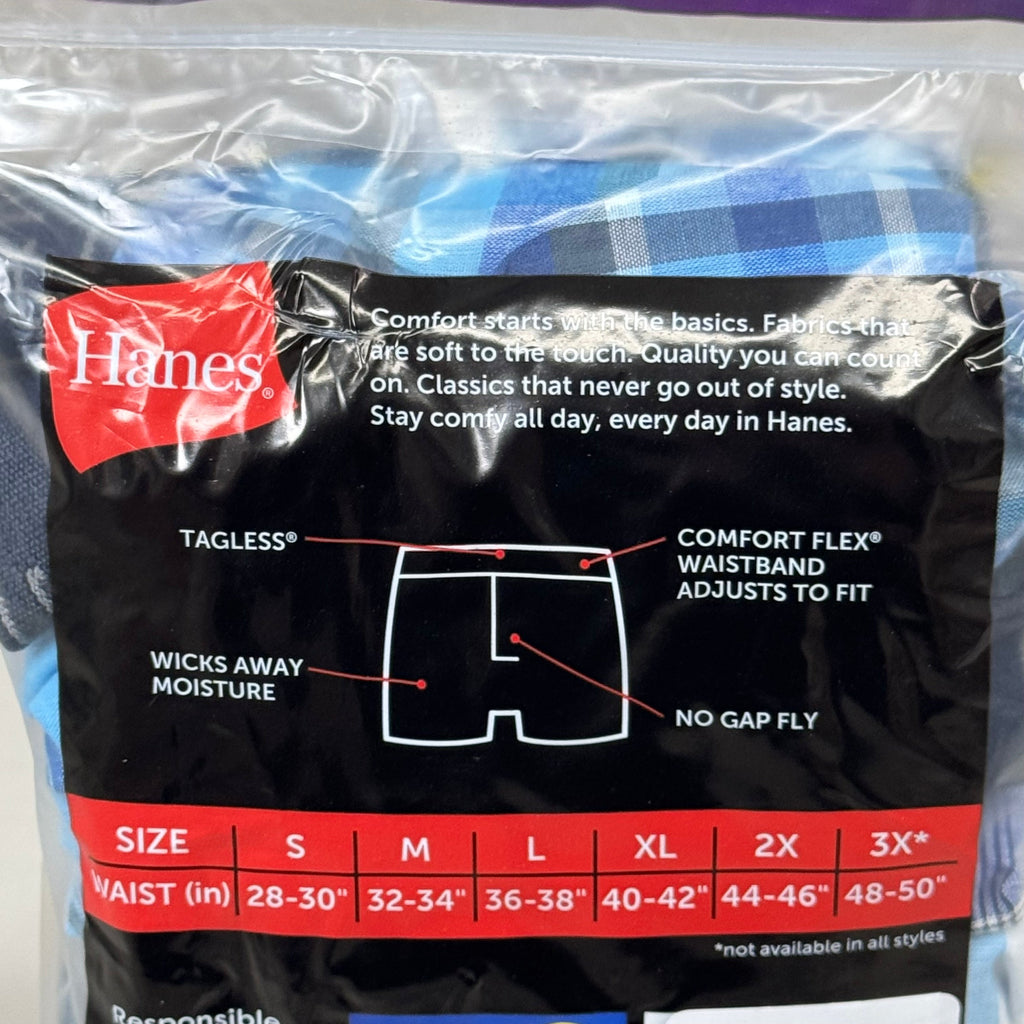 Hanes®
Comfort starts with the basics. Fabrics that
are soft to the touch. Quality you can count
on. Classics that never go out of style.
Stay comfy all day, every day in Hanes.
TAGLESS®
COMFORT FLEX®
WAISTBAND
ADJUSTS TO FIT
WICKS AWAY
MOISTURE
NO GAP FLY
SIZE S M L XL 2X 3X*
WAIST (in) 28-30" 32-34" 36-38" 40-42" 44-46" 48-50"
*not available in all styles
Responsible